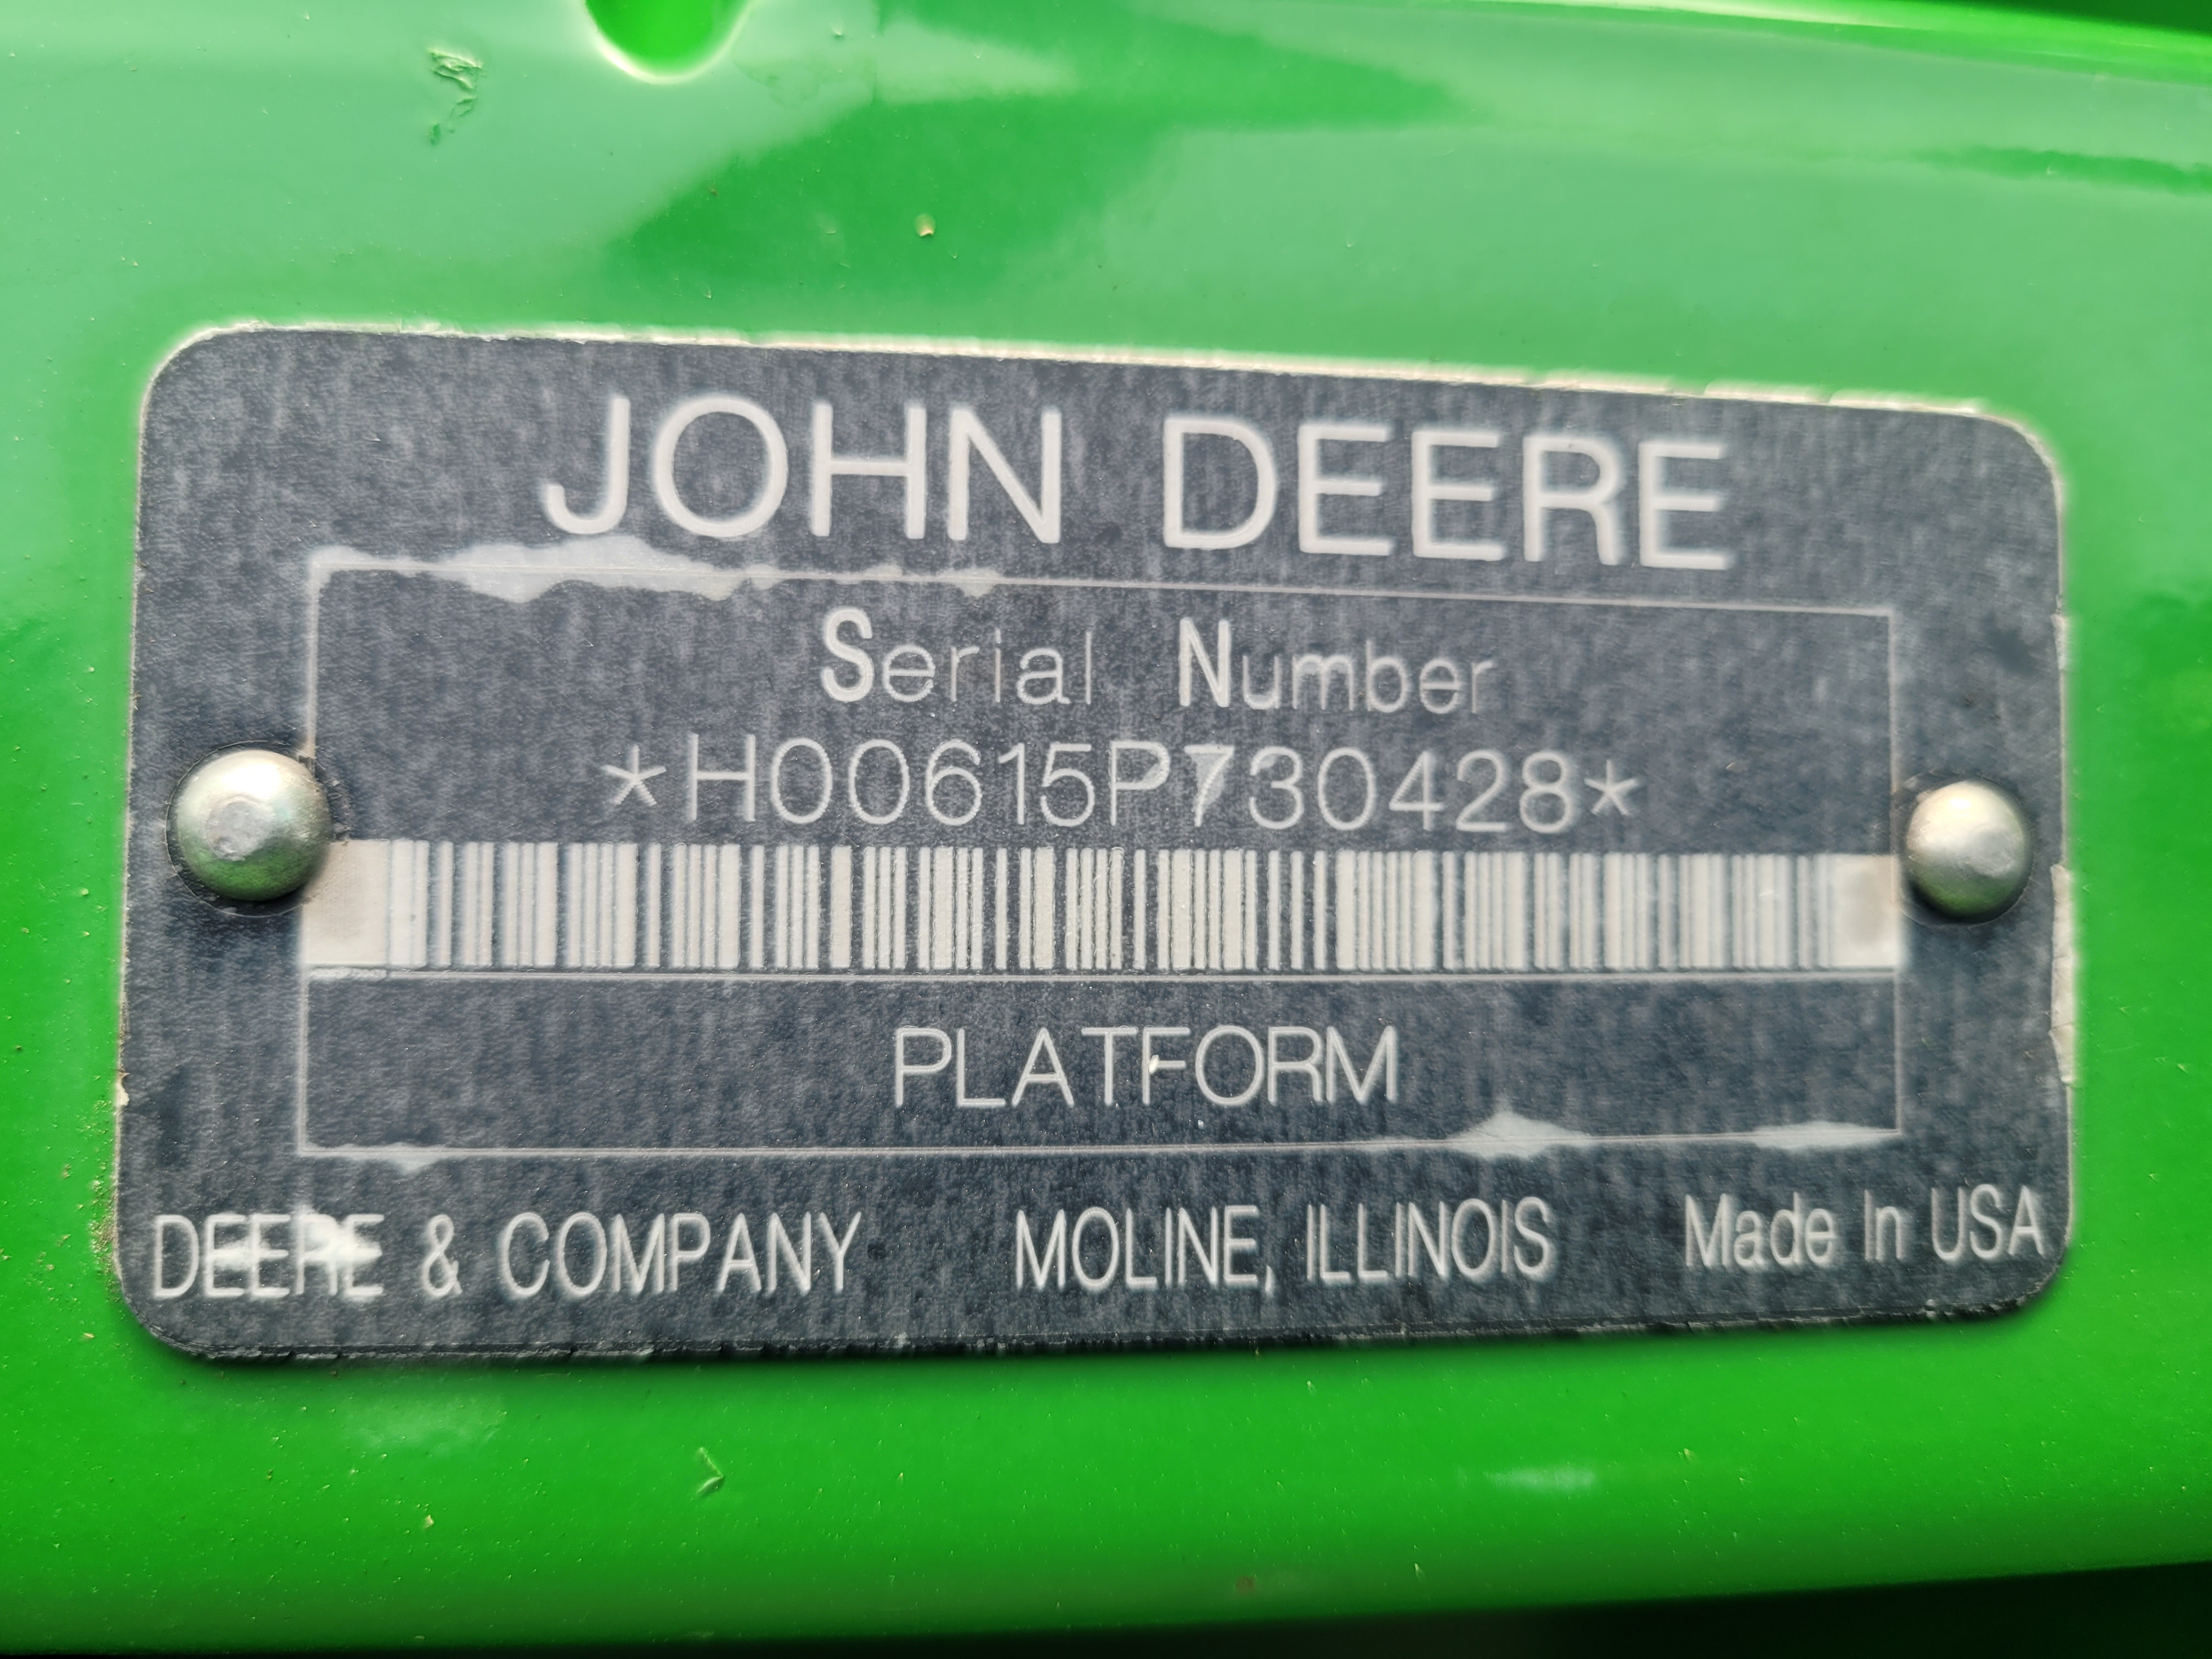 JOHN DEERE
Serial Number
*H00615P730428*
PLATFORM
DEERE & COMPANY MOLINE, ILLINOIS Made In USA